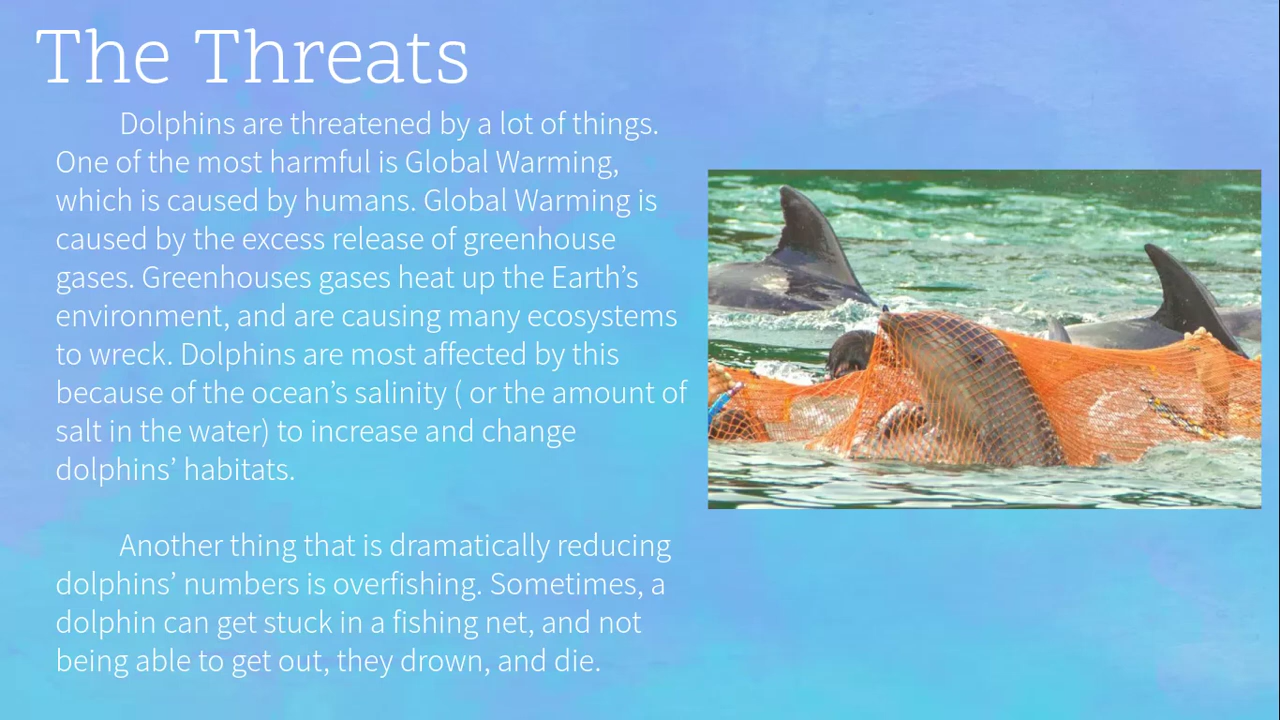 The Threats
Dolphins are threatened by a lot of things.
One of the most harmful is Global Warming,
which is caused by humans. Global Warming is
caused by the excess release of greenhouse
gases. Greenhouses gases heat up the Earth’s
environment, and are causing many ecosystems
to wreck. Dolphins are most affected by this
because of the ocean’s salinity ( or the amount of
salt in the water) to increase and change
dolphins’ habitats.
Another thing that is dramatically reducing
dolphins’ numbers is overfishing. Sometimes, a
dolphin can get stuck in a fishing net, and not
being able to get out, they drown, and die.